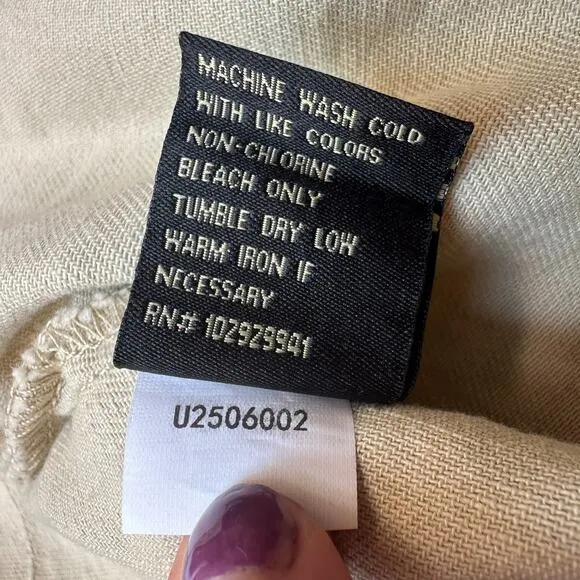 MACHINE WASH COLD
WITH LIKE COLORS
NON-CHLORINE
BLEACH ONLY
TUMBLE DRY LOW
WARM IRON IF
NECESSARY
RN# 102929941
U2506002